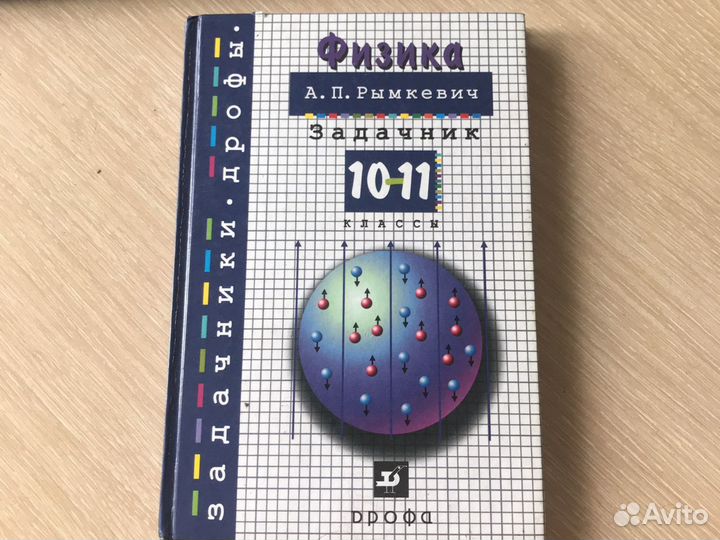 Физика
А.П.Рымкевич
Задачник
10-11
классы
задачники.дрофы.
дрофа
Avito